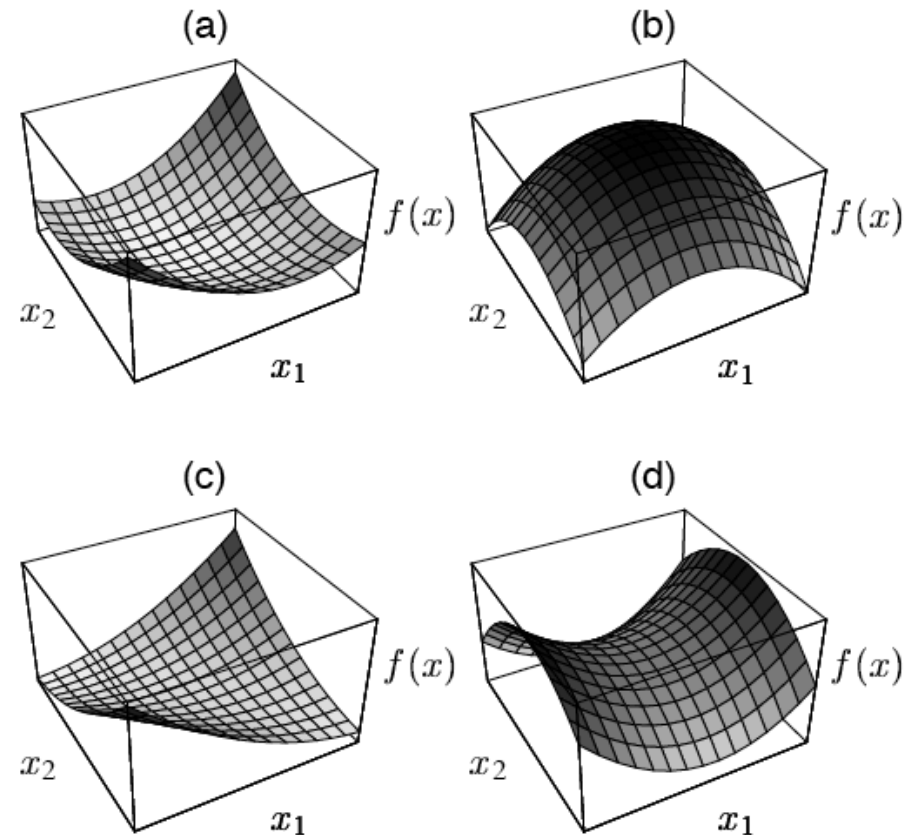 (a)
(b)
f(x)
f(x)
x₂
x₂
x₁
x₁
(c)
(d)
f(x)
f(x)
x₂
x₂
x₁
x₁